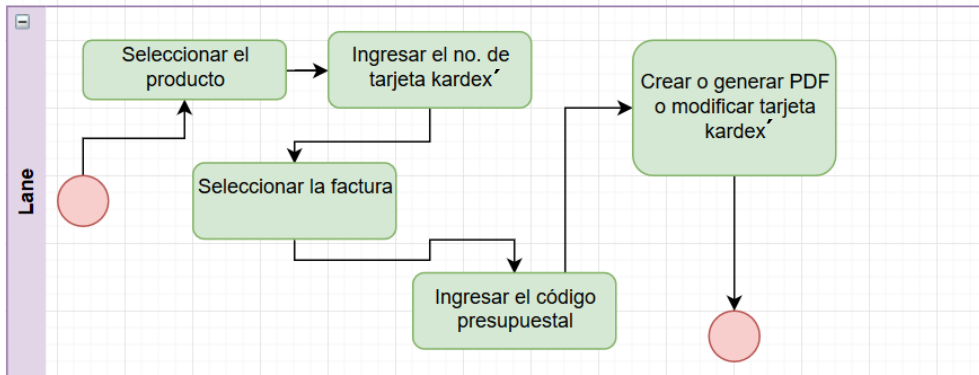 Lane
Seleccionar el
producto
Ingresar el no. de
tarjeta kardex´
Seleccionar la factura
Ingresar el código
presupuestal
Crear o generar PDF
o modificar tarjeta
kardex´